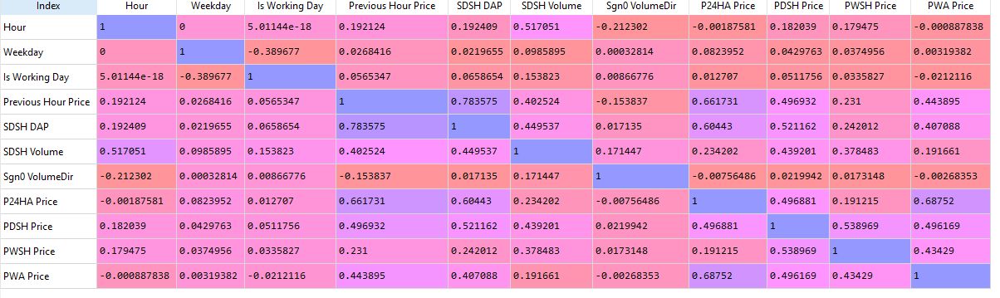 Index Hour Weekday Is Working Day Previous Hour Price SDSH DAP SDSH Volume Sgn0 VolumeDir P24HA Price PDSH Price PWSH Price PWA Price
Hour 1 0 5.01144e-18 0.192124 0.192409 0.517051 -0.212302 -0.00187581 0.182039 0.179475 -0.000887838
Weekday 0 1 -0.389677 0.0268416 0.0219655 0.0985895 0.00032814 0.0823952 0.0429763 0.0374956 0.00319382
Is Working Day 5.01144e-18 -0.389677 1 0.0565347 0.0658654 0.153823 0.00866776 0.012707 0.0511756 0.0335827 -0.0212116
Previous Hour Price 0.192124 0.0268416 0.0565347 1 0.783575 0.402524 -0.153837 0.661731 0.496932 0.231 0.443895
SDSH DAP 0.192409 0.0219655 0.0658654 0.783575 1 0.449537 0.017135 0.60443 0.521162 0.242012 0.407088
SDSH Volume 0.517051 0.0985895 0.153823 0.402524 0.449537 1 0.171447 0.234202 0.439201 0.378483 0.191661
Sgn0 VolumeDir -0.212302 0.00032814 0.00866776 -0.153837 0.017135 0.171447 1 -0.00756486 0.0219942 0.0173148 -0.00268353
P24HA Price -0.00187581 0.0823952 0.012707 0.661731 0.60443 0.234202 -0.00756486 1 0.496881 0.191215 0.68752
PDSH Price 0.182039 0.0429763 0.0511756 0.496932 0.521162 0.439201 0.0219942 0.496881 1 0.538969 0.496169
PWSH Price 0.179475 0.0374956 0.0335827 0.231 0.242012 0.378483 0.0173148 0.191215 0.538969 1 0.43429
PWA Price -0.000887838 0.00319382 -0.0212116 0.443895 0.407088 0.191661 -0.00268353 0.68752 0.496169 0.43429 1